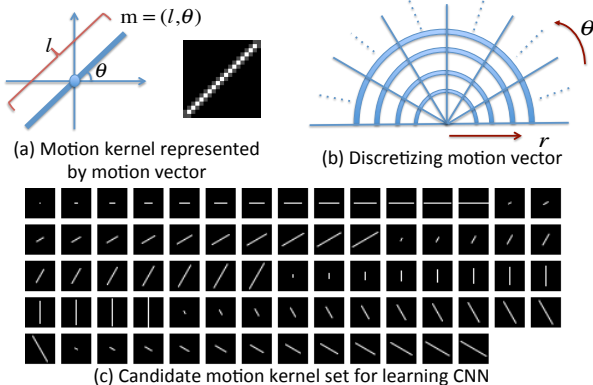 m = (l,θ)
l
θ
(a) Motion kernel represented
by motion vector
θ
r
(b) Discretizing motion vector
(c) Candidate motion kernel set for learning CNN